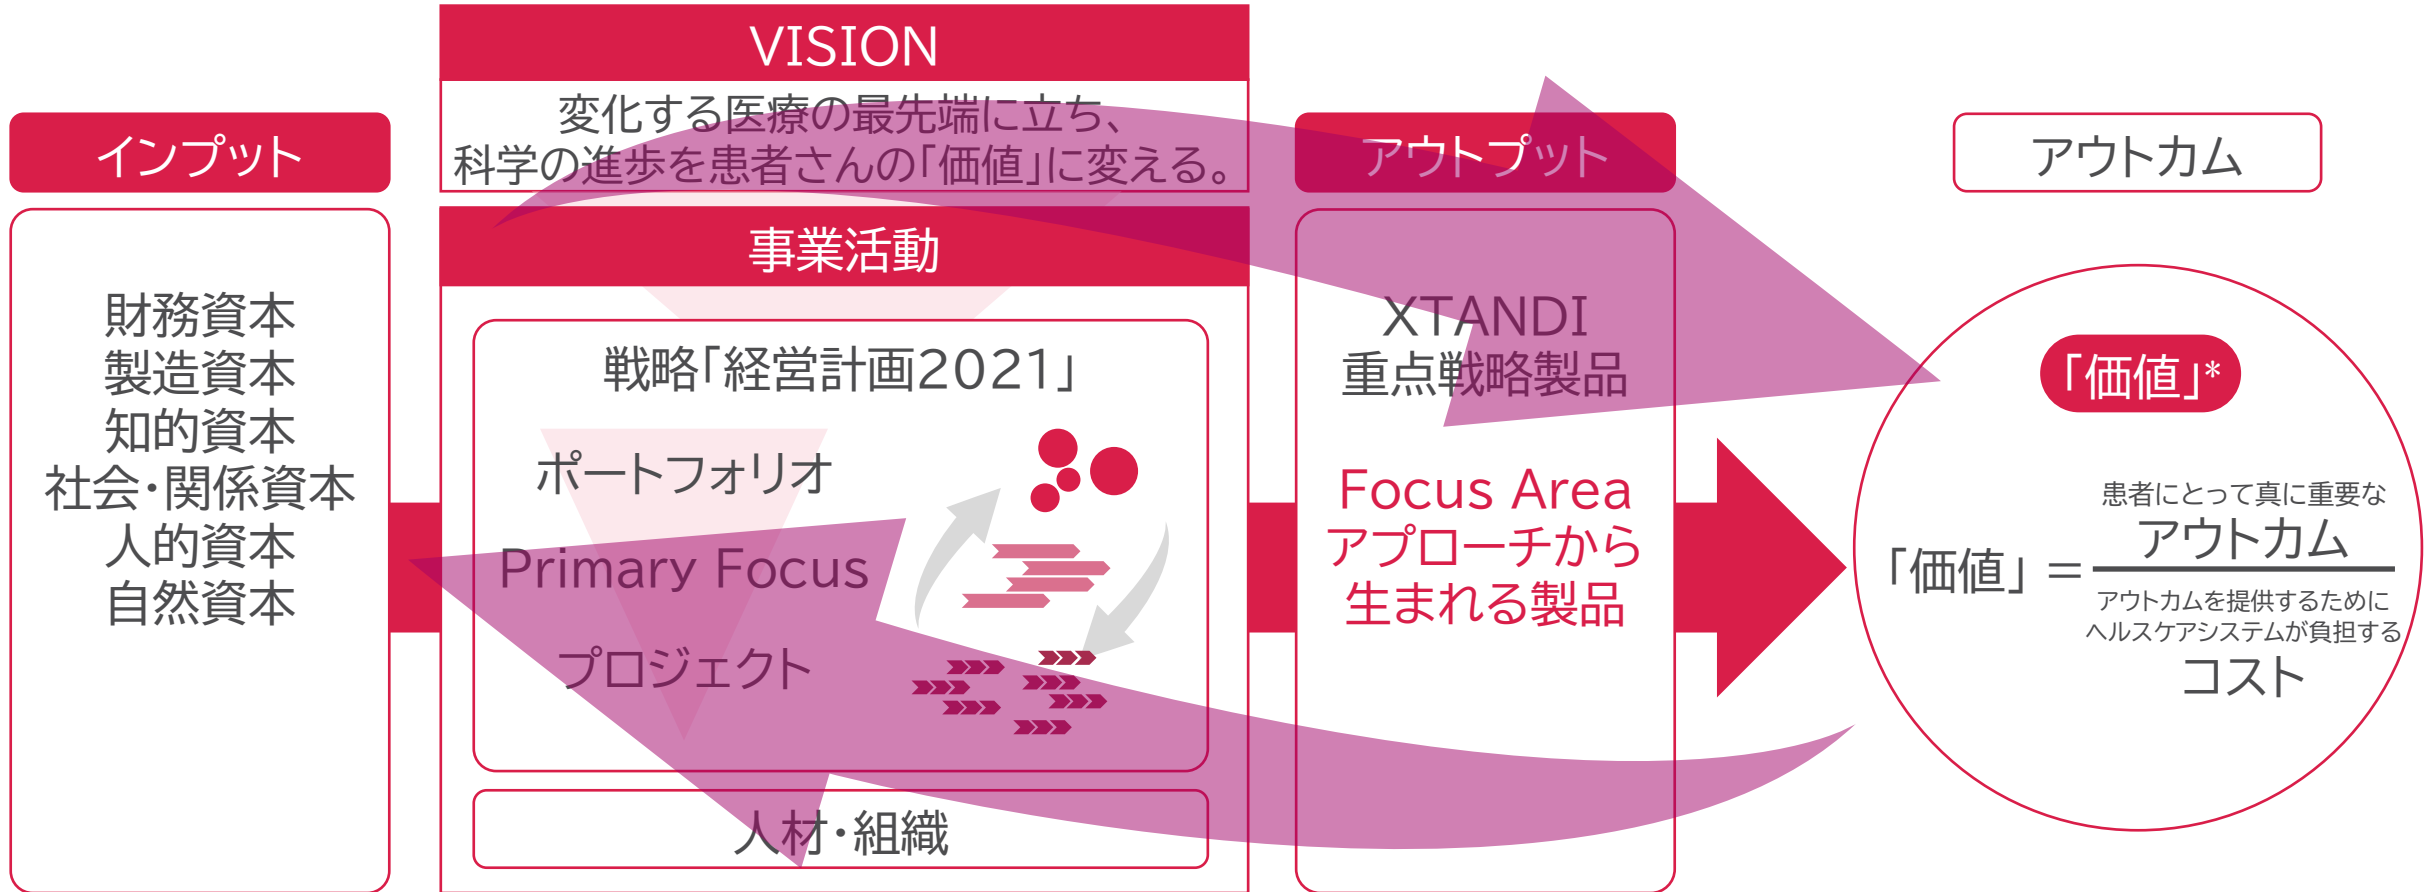 VISION
変化する医療の最先端に立ち、
科学の進歩を患者さんの「価値」に変える。
インプット
財務資本
製造資本
知的資本
社会・関係資本
人的資本
自然資本
事業活動
戦略「経営計画2021」
ポートフォリオ
Primary Focus
プロジェクト
人材・組織
アウトプット
XTANDI
重点戦略製品
Focus Area
アプローチから
生まれる製品
アウトカム
「価値」*
「価値」=
患者にとって真に重要な
アウトカム
アウトカムを提供するために
ヘルスケアシステムが負担する
コスト